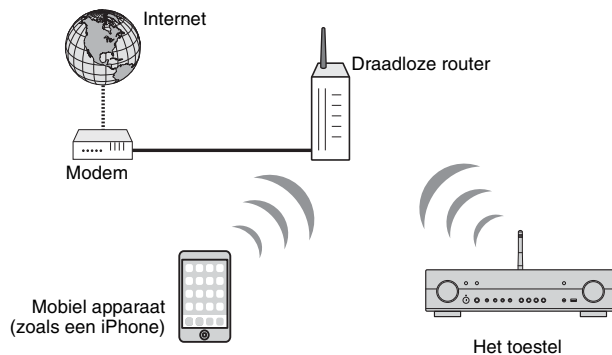 Internet
Draadloze router
Modem
Mobiel apparaat
(zoals een iPhone)
Het toestel